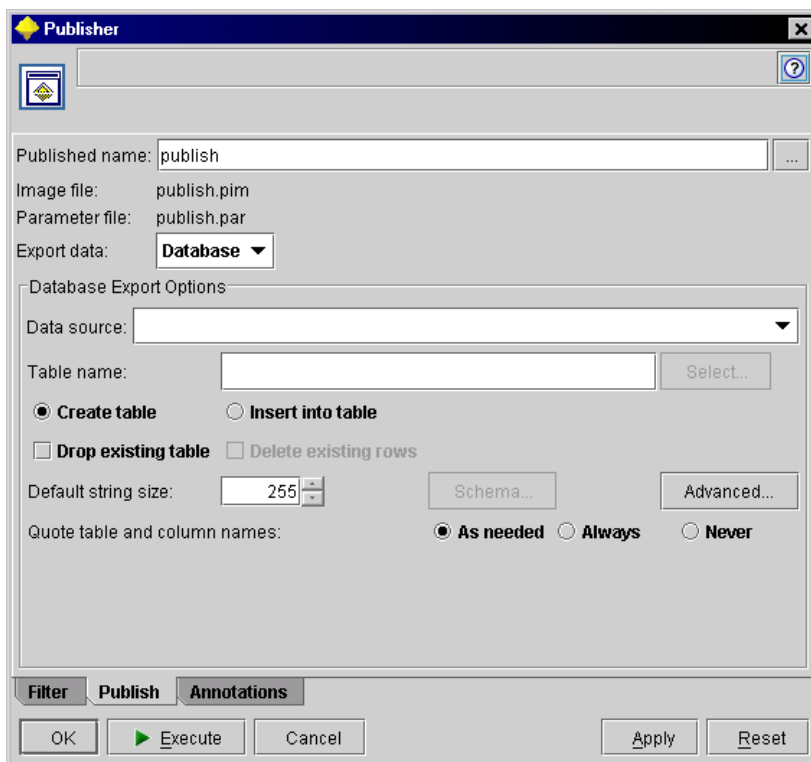 Publisher
Published name: publish ...
Image file: publish.pim
Parameter file: publish.par
Export data: Database
Database Export Options
Data source:
Table name: Select...
Create table Insert into table
Drop existing table Delete existing rows
Default string size: 255 Schema... Advanced...
Quote table and column names: As needed Always Never
Filter Publish Annotations
OK Execute Cancel Apply Reset